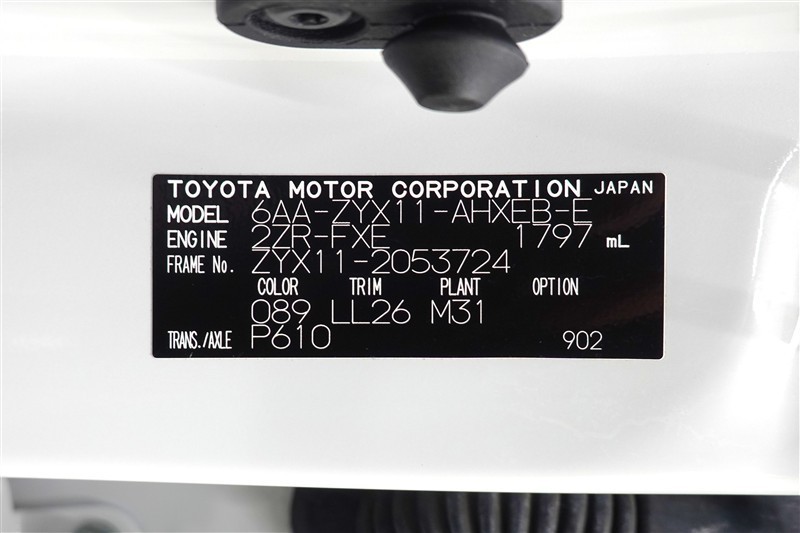 TOYOTA MOTOR CORPORATION JAPAN
MODEL 6AA-ZYX11-AHXEB-E
ENGINE 2ZR-FXE 1797 mL
FRAME No. ZYX11-2053724
COLOR TRIM PLANT OPTION
089 LL26 M31
TRANS./AXLE P610 902